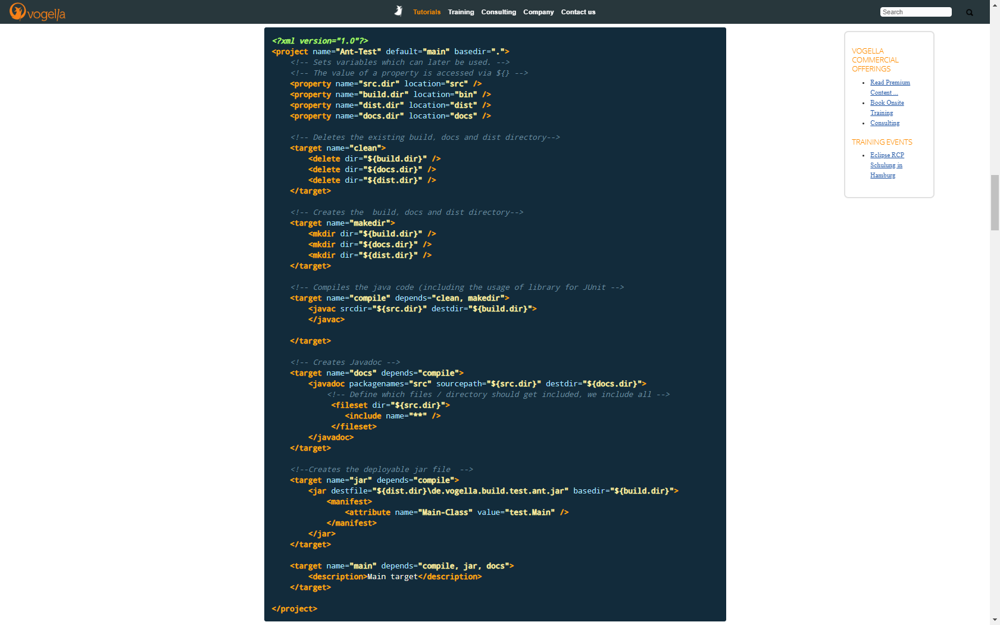 vogella
Tutorials Training Consulting Company Contact us
Search
<?xml version="1.0"?>
<project name="Ant-Test" default="main" basedir=".">
    <!-- Sets variables which can later be used. -->
    <!-- The value of a property is accessed via ${} -->
    <property name="src.dir" location="src" />
    <property name="build.dir" location="bin" />
    <property name="dist.dir" location="dist" />
    <property name="docs.dir" location="docs" />

    <!-- Deletes the existing build, docs and dist directory-->
    <target name="clean">
        <delete dir="${build.dir}" />
        <delete dir="${docs.dir}" />
        <delete dir="${dist.dir}" />
    </target>

    <!-- Creates the  build, docs and dist directory-->
    <target name="makedir">
        <mkdir dir="${build.dir}" />
        <mkdir dir="${docs.dir}" />
        <mkdir dir="${dist.dir}" />
    </target>

    <!-- Compiles the java code (including the usage of library for JUnit -->
    <target name="compile" depends="clean, makedir">
        <javac srcdir="${src.dir}" destdir="${build.dir}">
        </javac>

    </target>

    <!-- Creates Javadoc -->
    <target name="docs" depends="compile">
        <javadoc packagenames="src" sourcepath="${src.dir}" destdir="${docs.dir}">
            <!-- Define which files / directory should get included, we include all -->
             <fileset dir="${src.dir}">
                <include name="**" />
             </fileset>
        </javadoc>
    </target>

    <!--Creates the deployable jar file  -->
    <target name="jar" depends="compile">
        <jar destfile="${dist.dir}\de.vogella.build.test.ant.jar" basedir="${build.dir}">
            <manifest>
                <attribute name="Main-Class" value="test.Main" />
            </manifest>
        </jar>
    </target>

    <target name="main" depends="compile, jar, docs">
        <description>Main target</description>
    </target>

</project>
VOGELLA
COMMERCIAL
OFFERINGS
Read Premium
Content ...
Book Onsite
Training
Consulting
TRAINING EVENTS
Eclipse RCP
Schulung in
Hamburg